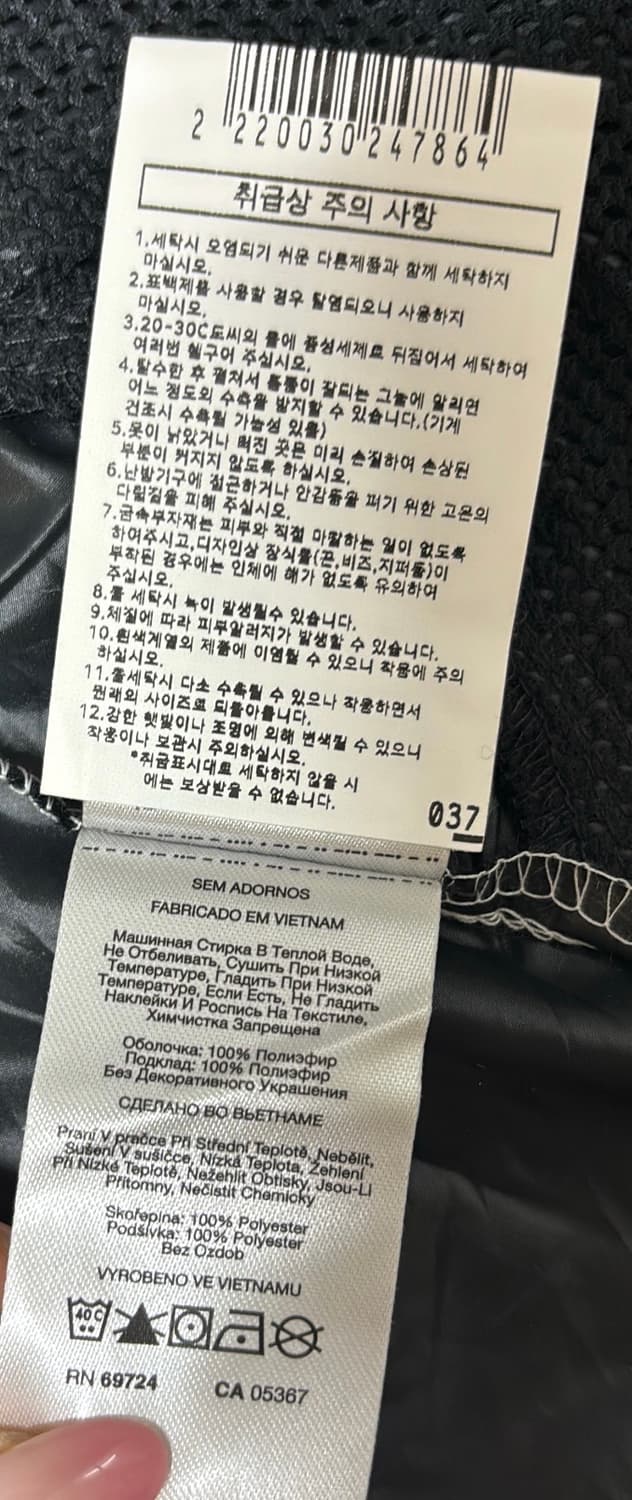 2 220030 247864
취급상 주의 사항
1.세탁시 오염되기 쉬운 다른제품과 함께 세탁하지
마십시오.
2.표백제를 사용할 경우 탈염되오니 사용하지
마십시오.
3.20-30C도씨의 물에 중성세제로 뒤집어서 세탁하여
여러번 헹구어 주십시오.
4.탈수한 후 펼쳐서 통풍이 잘되는 그늘에 말리면
어느 정도의 수축을 방지할 수 있습니다.(기계
건조시 수축될 가능성 있음)
5.옷이 낡았거나 터진 곳은 미리 손질하여 손상된
부분이 커지지 않도록 하십시오.
6.난방기구에 접근하거나 안감등을 펴기 위한 고온의
다림질을 피해 주십시오.
7.금속부자재는 피부와 직접 마찰하는 일이 없도록
하여주시고,디자인상 장식물(끈,비즈,지퍼등)이
부착된 경우에는 인체에 해가 없도록 유의하여
주십시오.
8.물 세탁시 녹이 발생될수 있습니다.
9.체질에 따라 피부알러지가 발생할 수 있습니다.
10.흰색계열의 제품에 이염될 수 있으니 착용에 주의
하십시오.
11.물세탁시 다소 수축될 수 있으나 착용하면서
원래의 사이즈로 되돌아옵니다.
12.강한 햇빛이나 조명에 의해 변색될 수 있으니
착용이나 보관시 주의하십시오.
*취급표시대로 세탁하지 않을 시
에는 보상받을 수 없습니다.
037
SEM ADORNOS
FABRICADO EM VIETNAM
Машинная Стирка В Теплой Воде,
Не Отбеливать, Сушить При Низкой
Температуре, Гладить При Низкой
Температуре, Если Есть, Не Гладить
Наклейки И Роспись На Текстиле,
Химчистка Запрещена
Оболочка: 100% Полиэфир
Подклад: 100% Полиэфир
Без Декоративного Украшения
СДЕЛАНО ВО ВЬЕТНАМЕ
Praní V pračce Při Střední Teplotě, Nebělit,
Sušení V sušičce, Nízká Teplota, Žehlení
Při Nízké Teplotě, Nežehlit Obtisky, Jsou-Li
Přítomny, Nečistit Chemicky
Skořepina: 100% Polyester
Podšívka: 100% Polyester
Bez Ozdob
VYROBENO VE VIETNAMU
40 C
RN 69724 CA 05367